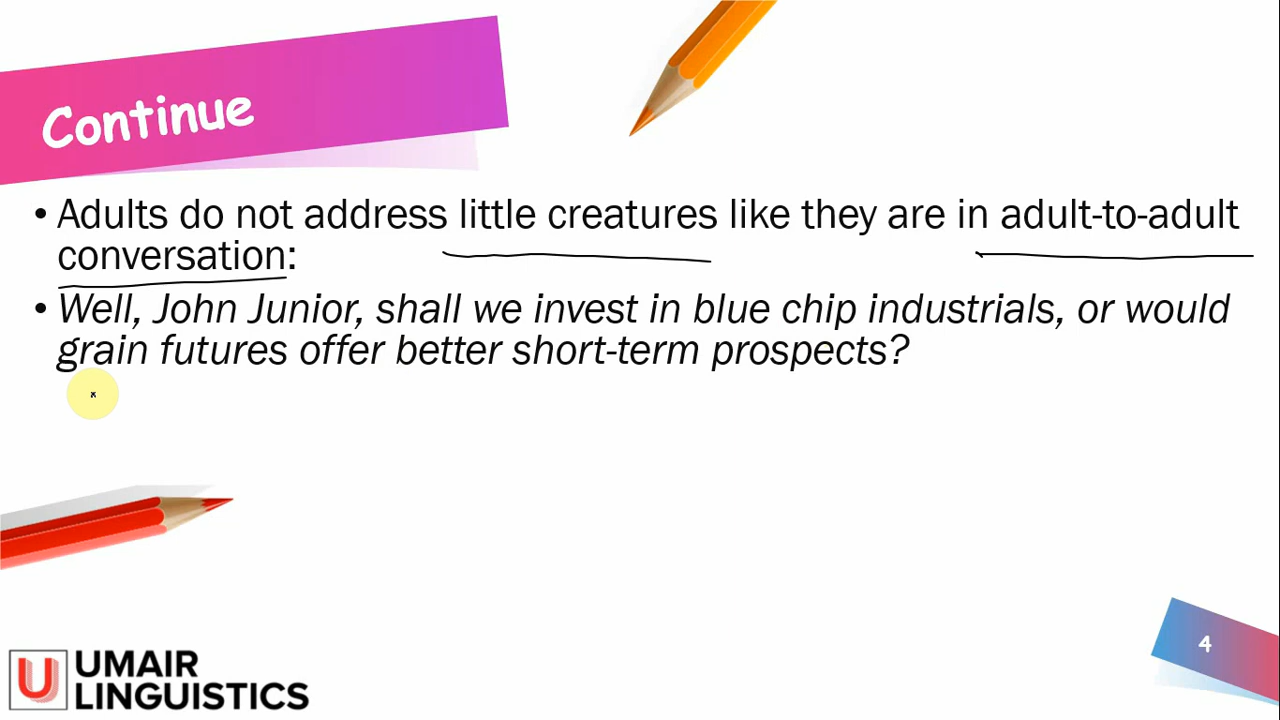 Continue
• Adults do not address little creatures like they are in adult-to-adult
conversation:
• Well, John Junior, shall we invest in blue chip industrials, or would
grain futures offer better short-term prospects?
4
U UMAIR
LINGUISTICS